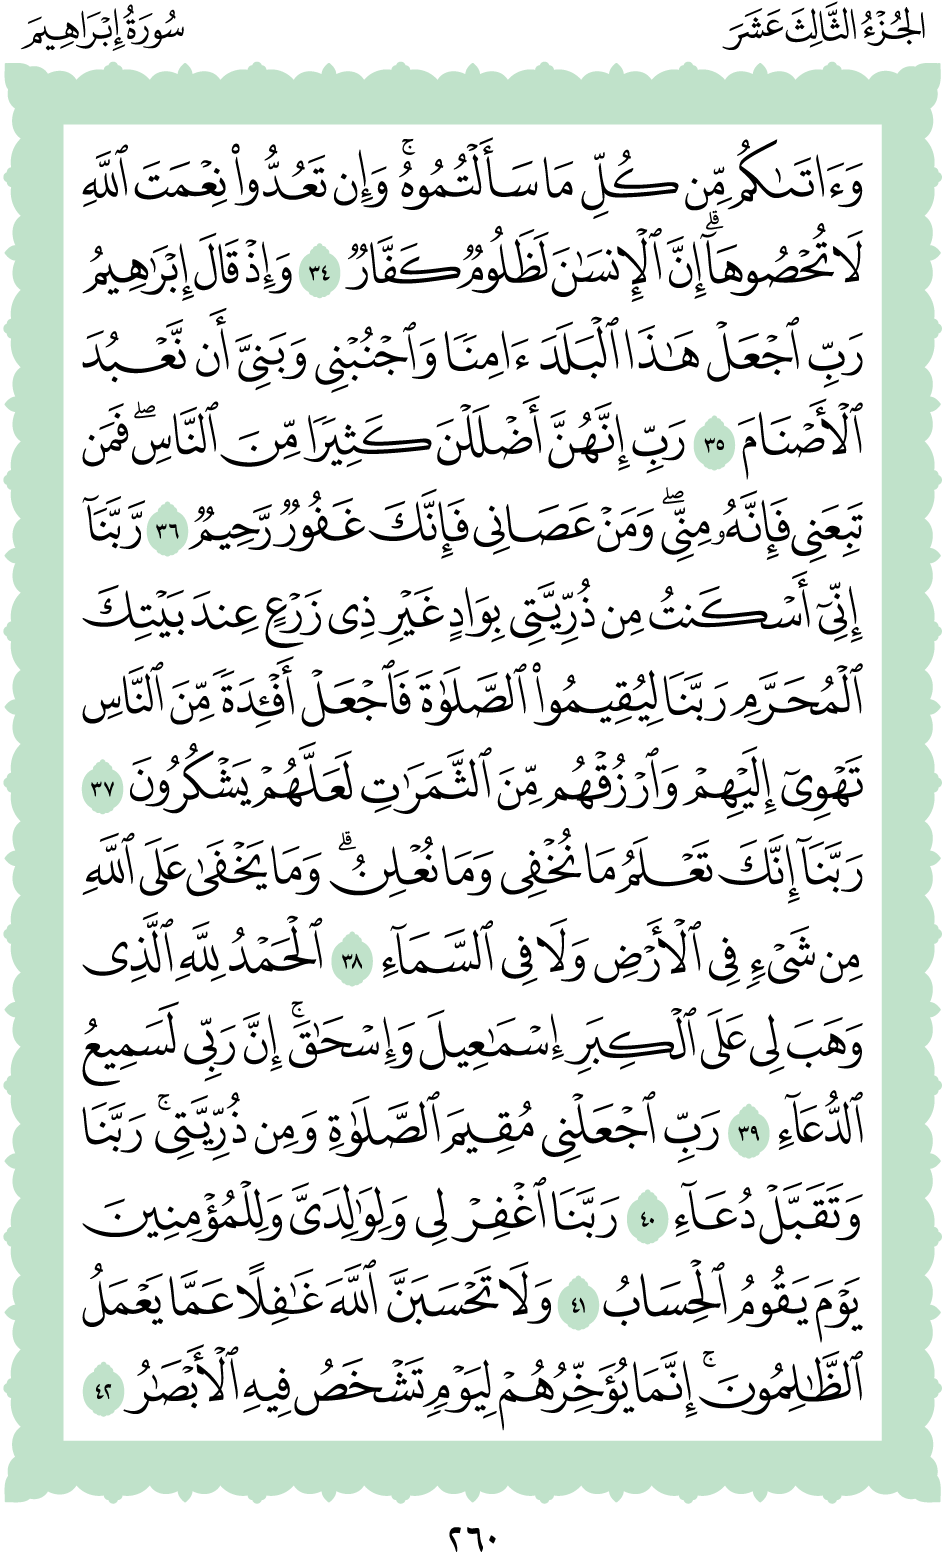 الجُزْءُ الثَّالِثَ عَشَرَ
سُورَةُ إِبْرَاهِيمَ
وَءَاتَىٰكُم مِّن كُلِّ مَا سَأَلْتُمُوهُۚ وَإِن تَعُدُّوا۟ نِعْمَتَ ٱللَّهِ
لَا تُحْصُوهَآۗ إِنَّ ٱلْإِنسَـٰنَ لَظَلُومٌ كَفَّارٌ ٣٤ وَإِذْ قَالَ إِبْرَٰهِيمُ
رَبِّ ٱجْعَلْ هَـٰذَا ٱلْبَلَدَ ءَامِنًا وَٱجْنُبْنِى وَبَنِىَّ أَن نَّعْبُدَ
ٱلْأَصْنَامَ ٣٥ رَبِّ إِنَّهُنَّ أَضْلَلْنَ كَثِيرًا مِّنَ ٱلنَّاسِۖ فَمَن
تَبِعَنِى فَإِنَّهُۥ مِنِّىۖ وَمَنْ عَصَانِى فَإِنَّكَ غَفُورٌ رَّحِيمٌ ٣٦ رَّبَّنَآ
إِنِّىٓ أَسْكَنتُ مِن ذُرِّيَّتِى بِوَادٍ غَيْرِ ذِى زَرْعٍ عِندَ بَيْتِكَ
ٱلْمُحَرَّمِ رَبَّنَا لِيُقِيمُوا۟ ٱلصَّلَوٰةَ فَٱجْعَلْ أَفْـِٔدَةً مِّنَ ٱلنَّاسِ
تَهْوِىٓ إِلَيْهِمْ وَٱرْزُقْهُم مِّنَ ٱلثَّمَرَٰتِ لَعَلَّهُمْ يَشْكُرُونَ ٣٧
رَبَّنَآ إِنَّكَ تَعْلَمُ مَا نُخْفِى وَمَا نُعْلِنُۗ وَمَا يَخْفَىٰ عَلَى ٱللَّهِ
مِن شَىْءٍ فِى ٱلْأَرْضِ وَلَا فِى ٱلسَّمَآءِ ٣٨ ٱلْحَمْدُ لِلَّهِ ٱلَّذِى
وَهَبَ لِى عَلَى ٱلْكِبَرِ إِسْمَـٰعِيلَ وَإِسْحَـٰقَۚ إِنَّ رَبِّى لَسَمِيعُ
ٱلدُّعَآءِ ٣٩ رَبِّ ٱجْعَلْنِى مُقِيمَ ٱلصَّلَوٰةِ وَمِن ذُرِّيَّتِىۚ رَبَّنَا
وَتَقَبَّلْ دُعَآءِ ٤٠ رَبَّنَا ٱغْفِرْ لِى وَلِوَٰلِدَىَّ وَلِلْمُؤْمِنِينَ
يَوْمَ يَقُومُ ٱلْحِسَابُ ٤١ وَلَا تَحْسَبَنَّ ٱللَّهَ غَـٰفِلًا عَمَّا يَعْمَلُ
ٱلظَّـٰلِمُونَۚ إِنَّمَا يُؤَخِّرُهُمْ لِيَوْمٍ تَشْخَصُ فِيهِ ٱلْأَبْصَـٰرُ ٤٢
٢٦٠